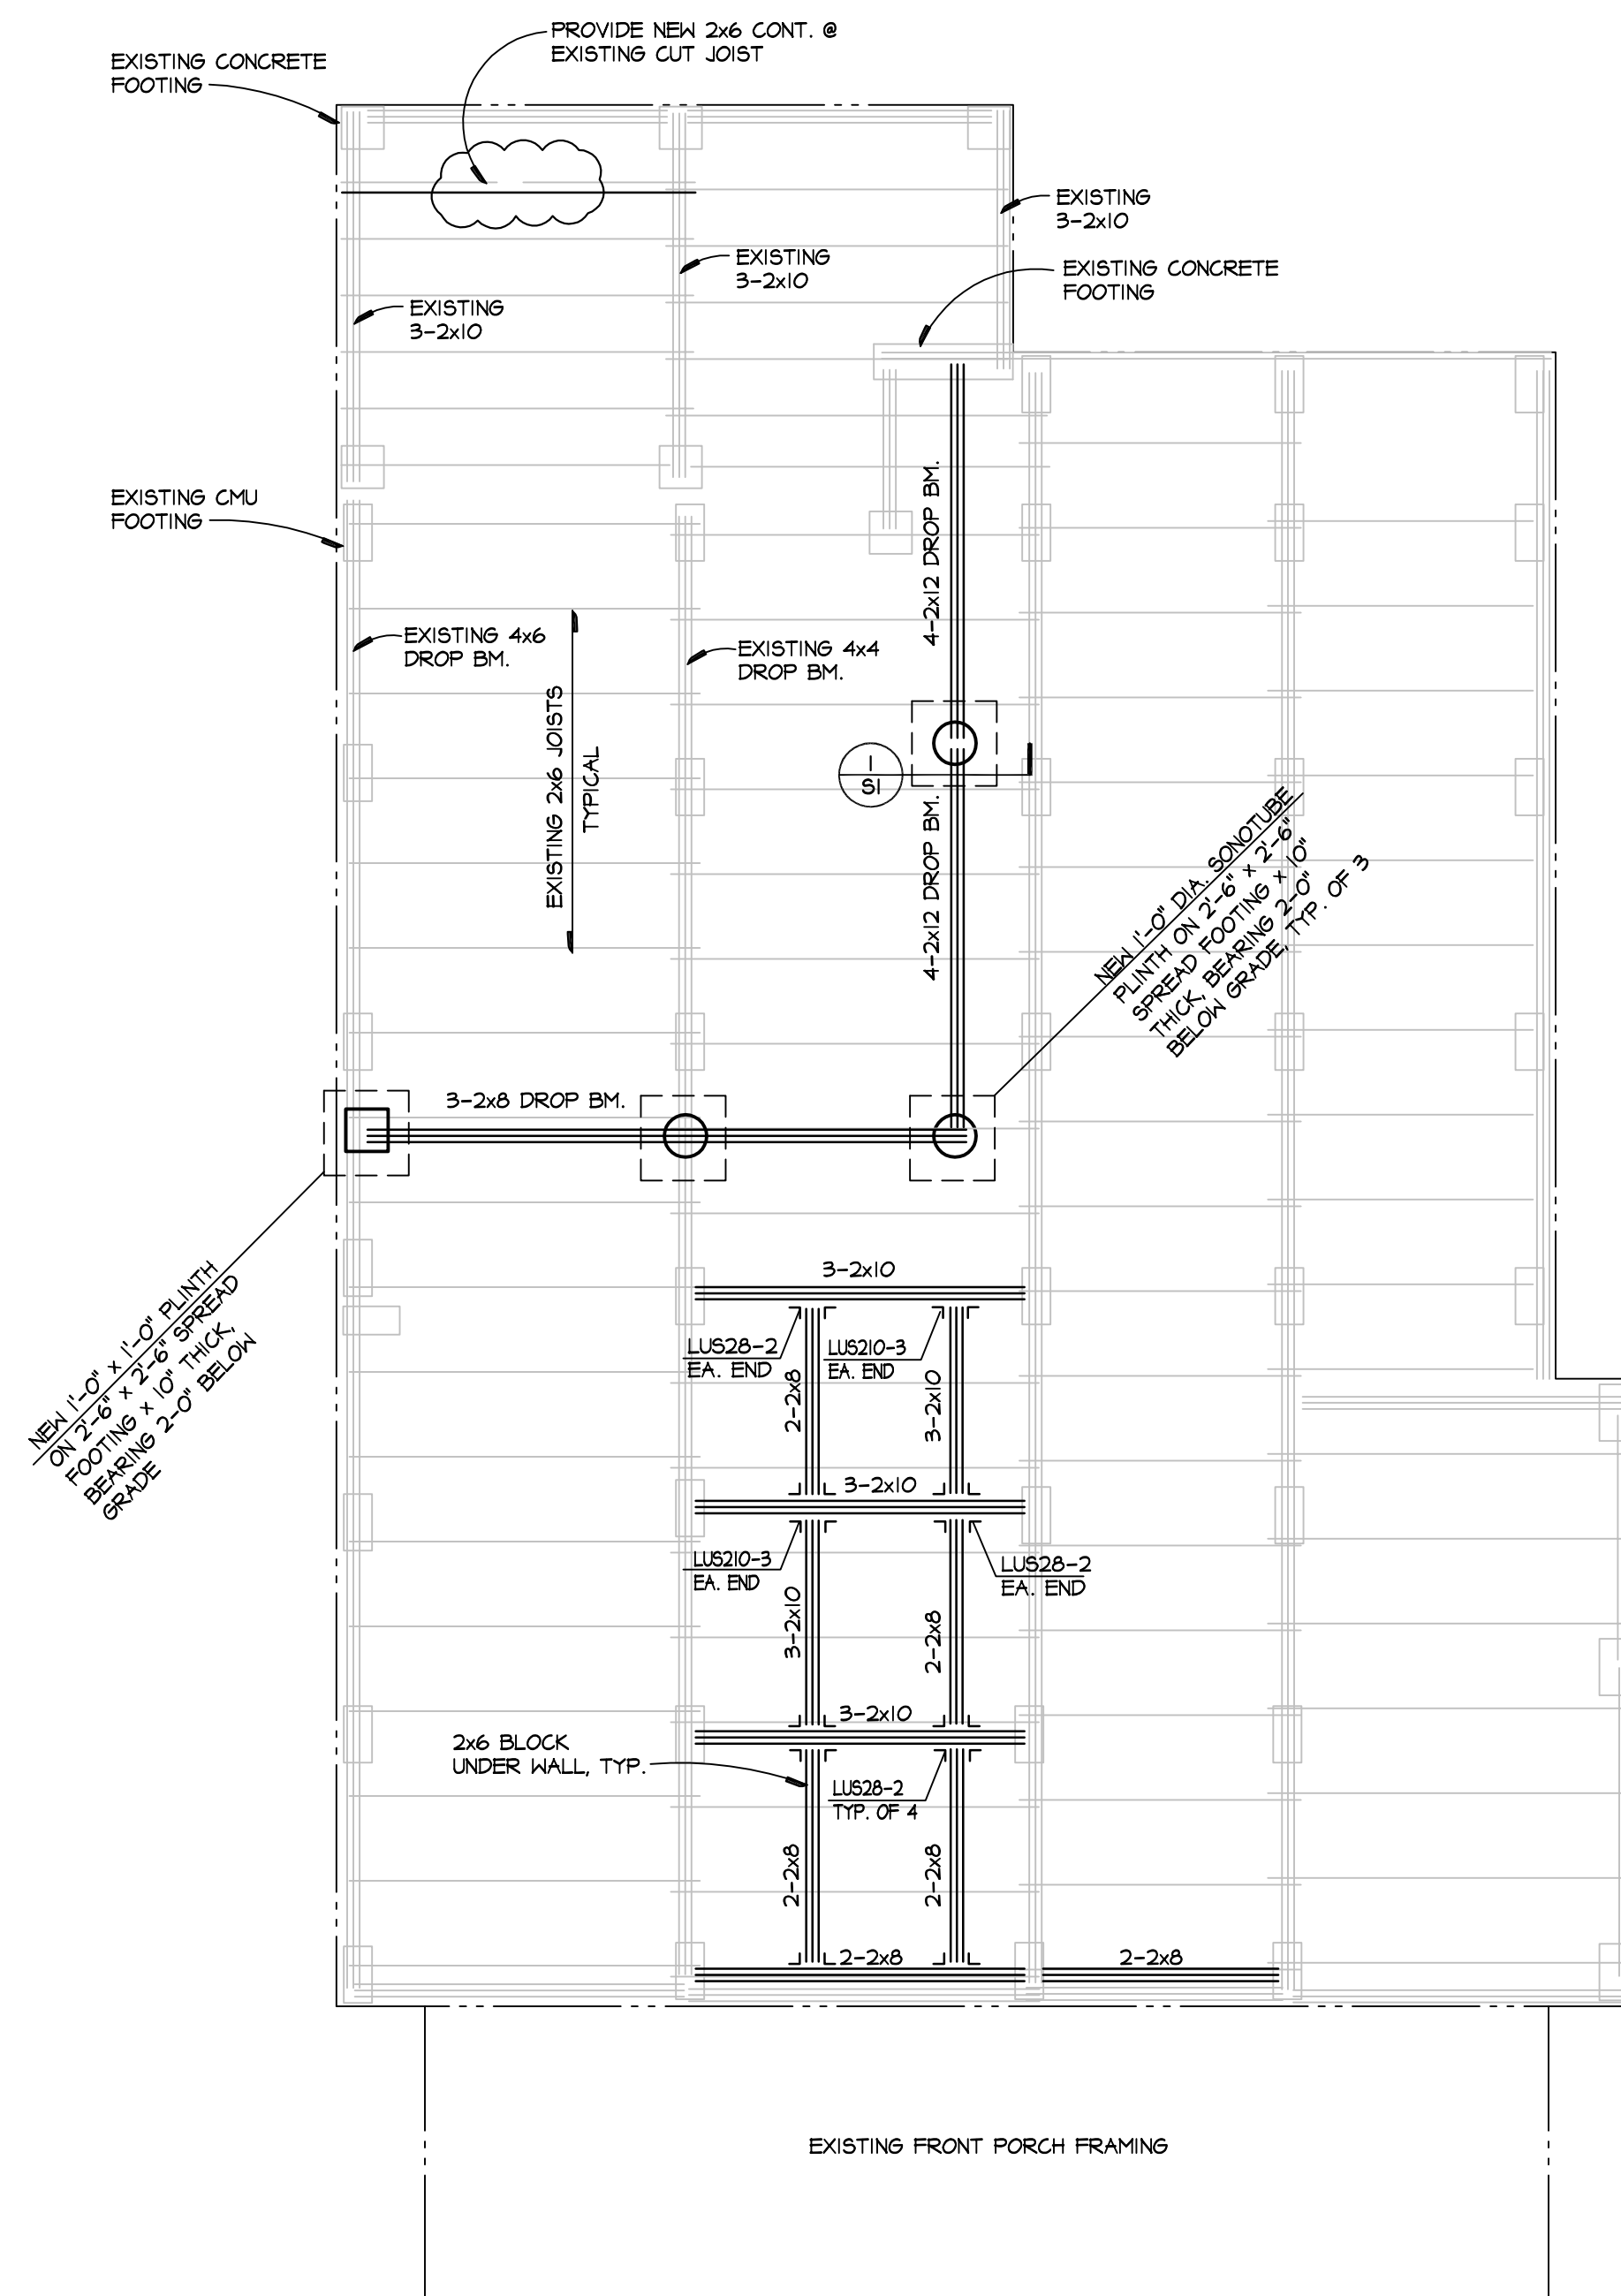 PROVIDE NEW 2x6 CONT. @
EXISTING CUT JOIST
EXISTING CONCRETE
FOOTING
EXISTING
3-2x10
EXISTING
3-2x10
EXISTING CONCRETE
FOOTING
EXISTING
3-2x10
EXISTING CMU
FOOTING
4-2x12 DROP BM.
EXISTING 4x6
DROP BM.
EXISTING 4x4
DROP BM.
EXISTING 2x6 JOISTS
TYPICAL
1
S1
4-2x12 DROP BM.
NEW 1'-0" DIA. SONOTUBE
PLINTH ON 2'-6" x 2'-6"
SPREAD FOOTING x 10"
THICK, BEARING 2-0"
BELOW GRADE, TYP. OF 3
3-2x8 DROP BM.
NEW 1'-0" x 1'-0" PLINTH
ON 2'-6" x 2'-6" SPREAD
FOOTING x 10" THICK,
BEARING 2-0" BELOW
GRADE
3-2x10
LUS28-2
EA. END
LUS210-3
EA. END
2-2x8
3-2x10
3-2x10
LUS210-3
EA. END
LUS28-2
EA. END
3-2x10
2-2x8
3-2x10
2x6 BLOCK
UNDER WALL, TYP.
LUS28-2
TYP. OF 4
2-2x8
2-2x8
2-2x8
2-2x8
EXISTING FRONT PORCH FRAMING